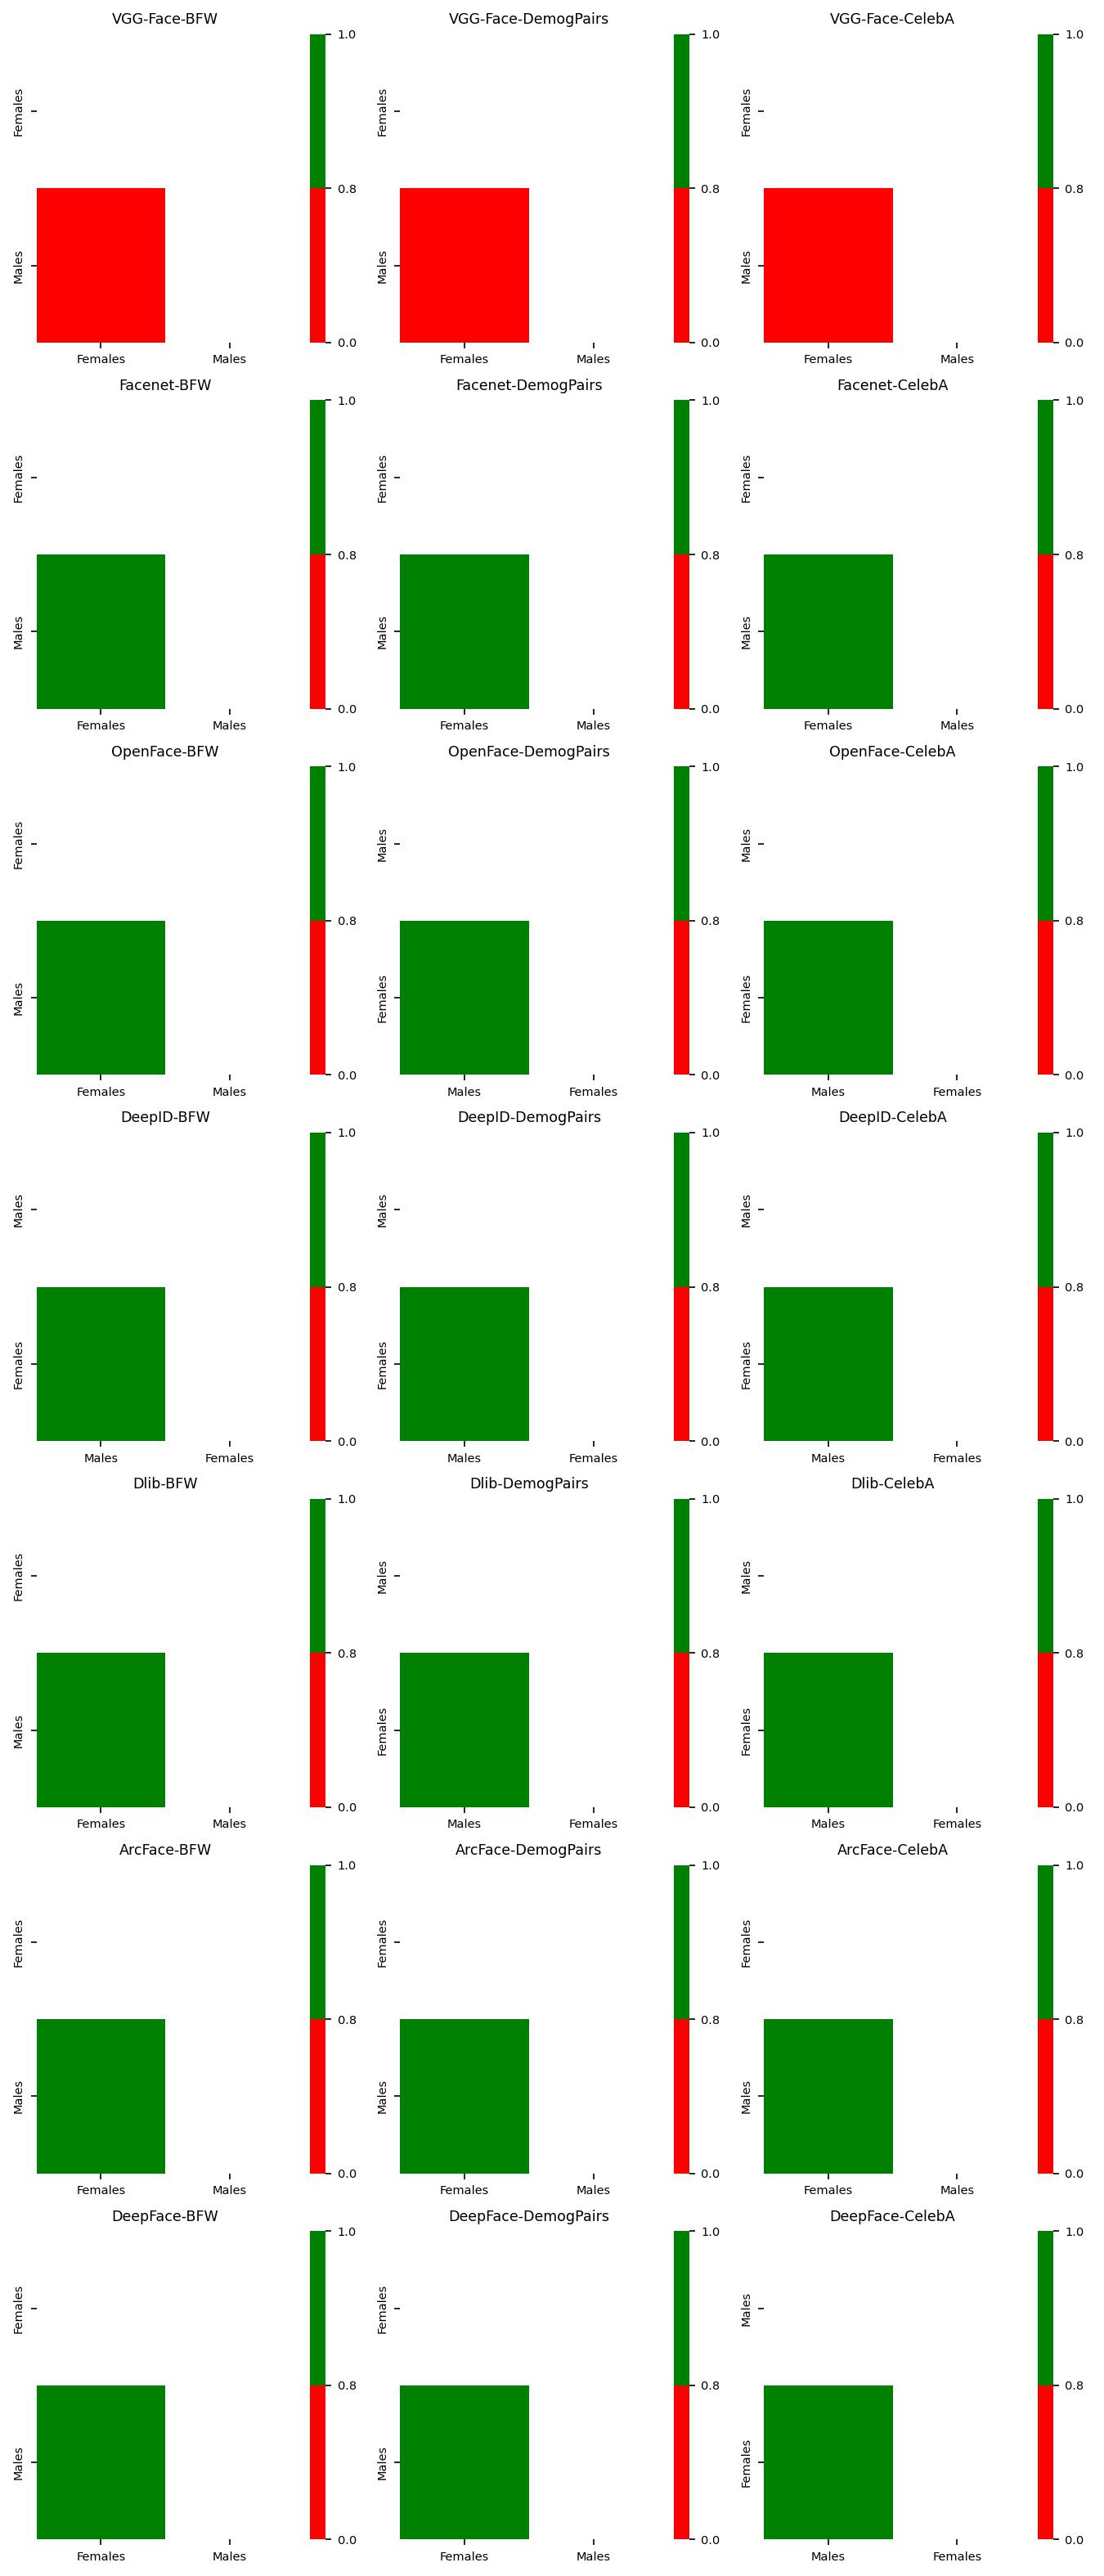 VGG-Face-BFW
VGG-Face-DemogPairs
VGG-Face-CelebA
Females
Males
1.0
0.8
0.0
Females
Males
Females
Males
1.0
0.8
0.0
Females
Males
Females
Males
1.0
0.8
0.0
Females
Males
Facenet-BFW
Facenet-DemogPairs
Facenet-CelebA
Females
Males
1.0
0.8
0.0
Females
Males
Females
Males
1.0
0.8
0.0
Females
Males
Females
Males
1.0
0.8
0.0
Females
Males
OpenFace-BFW
OpenFace-DemogPairs
OpenFace-CelebA
Females
Males
1.0
0.8
0.0
Females
Males
Males
Females
1.0
0.8
0.0
Males
Females
Males
Females
1.0
0.8
0.0
Males
Females
DeepID-BFW
DeepID-DemogPairs
DeepID-CelebA
Males
Females
1.0
0.8
0.0
Males
Females
Males
Females
1.0
0.8
0.0
Males
Females
Males
Females
1.0
0.8
0.0
Males
Females
Dlib-BFW
Dlib-DemogPairs
Dlib-CelebA
Females
Males
1.0
0.8
0.0
Females
Males
Males
Females
1.0
0.8
0.0
Males
Females
Males
Females
1.0
0.8
0.0
Males
Females
ArcFace-BFW
ArcFace-DemogPairs
ArcFace-CelebA
Females
Males
1.0
0.8
0.0
Females
Males
Females
Males
1.0
0.8
0.0
Females
Males
Females
Males
1.0
0.8
0.0
Females
Males
DeepFace-BFW
DeepFace-DemogPairs
DeepFace-CelebA
Females
Males
1.0
0.8
0.0
Females
Males
Females
Males
1.0
0.8
0.0
Females
Males
Males
Females
1.0
0.8
0.0
Males
Females